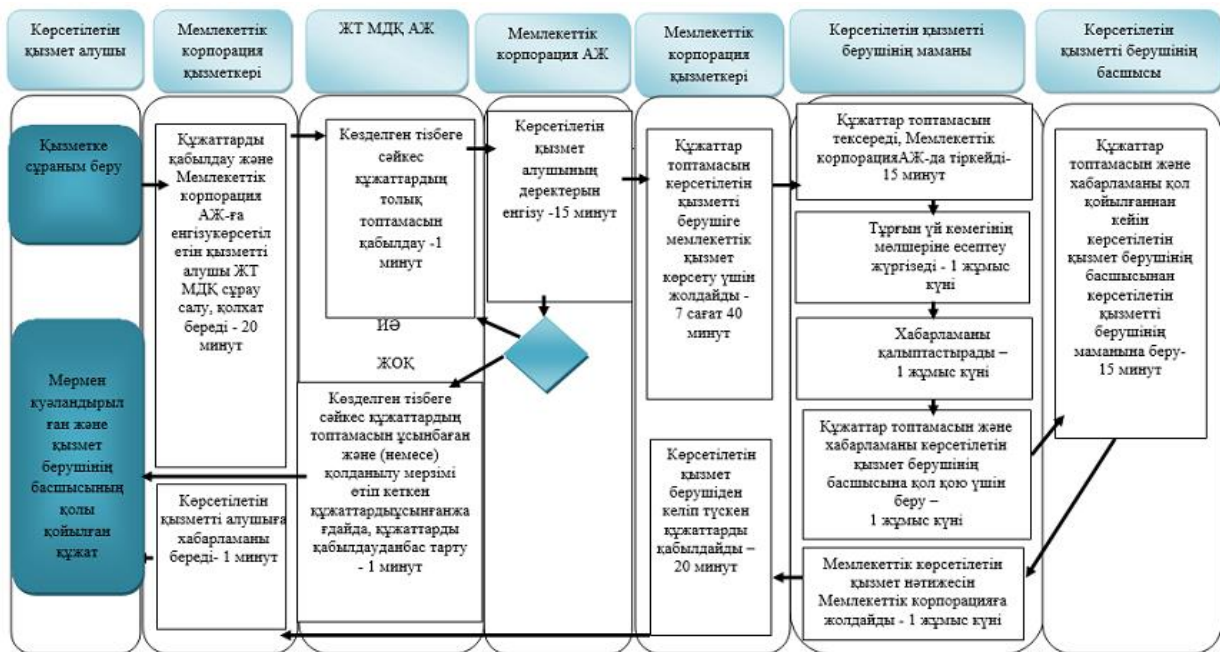 Көрсетілетін
қызмет алушы
Мемлекеттік
корпорация
қызметкері
ЖТ МДҚ АЖ
Мемлекеттік
корпорация АЖ
Мемлекеттік
корпорация
қызметкері
Көрсетілетін қызметті
берушінің маманы
Көрсетілетін
қызметті берушінің
басшысы
Қызметке
сұраным беру
Мөрмен
куәландырыл
ған және
қызмет
берушінің
басшысының
қолы
қойылған
құжат
Құжаттарды
қабылдау және
Мемлекеттік
корпорация
АЖ-ға
енгізукөрсетіл
етін қызметті
алушы ЖТ
МДҚ сұрау
салу, қолхат
береді - 20
минут
Көрсетілетін
қызметті алушыға
хабарламаны
береді- 1 минут
Көзделген тізбеге
сәйкес
құжаттардың
толық
топтамасын
қабылдау -1
минут
ИӘ
ЖОҚ
Көзделген тізбеге
сәйкес құжаттардың
топтамасын ұсынбаған
және (немесе)
қолданылу мерзімі
өтіп кеткен
құжаттардыұсынғанжа
ғдайда, құжаттарды
қабылдауданбас тарту
- 1 минут
Көрсетілетін
қызмет
алушының
деректерын
енгізу -15 минут
Құжаттар
топтамасын
көрсетілетін
қызметті
берушіге
мемлекеттік
қызмет
көрсету үшін
жолдайды -
7 сағат 40
минут
Көрсетілетін
қызмет
берушіден
келіп түскен
құжаттарды
қабылдайды –
20 минут
Құжаттар топтамасын
тексереді, Мемлекеттік
корпорацияАЖ-да тіркейді-
15 минут
Тұрғын үй көмегінің
мөлшеріне есептеу
жүргізеді - 1 жұмыс
күні
Хабарламаны
қалыптастырады –
1 жұмыс күні
Құжаттар топтамасын және
хабарламаны көрсетілетін
қызмет берушінің
басшысына қол қою үшін
беру –
1 жұмыс күні
Мемлекеттік көрсетілетін
қызмет нәтижесін
Мемлекеттік корпорацияға
жолдайды - 1 жұмыс күні
Құжаттар
топтамасын және
хабарламаны қол
қойылғаннан
кейін
көрсетілетін
қызмет берушінің
басшысынан
көрсетілетін
қызметті
берушінің
маманына беру-
15 минут